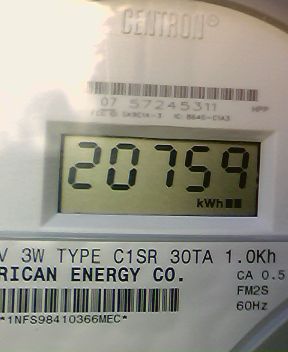 CENTRON®
07 57245311
HPP
20759
kWh
V 3W TYPE C1SR 30TA 1.0Kh
RICAN ENERGY CO.
CA 0.5
FM2S
60Hz
*1NFS98410366MEC*